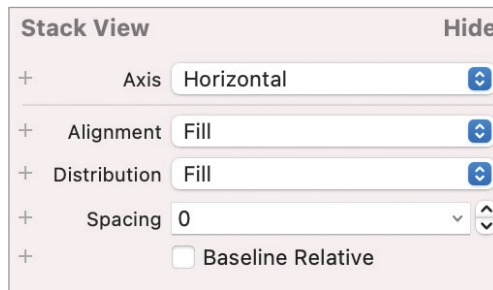 Stack View Hide
+ Axis Horizontal
+ Alignment Fill
+ Distribution Fill
+ Spacing 0
+ Baseline Relative